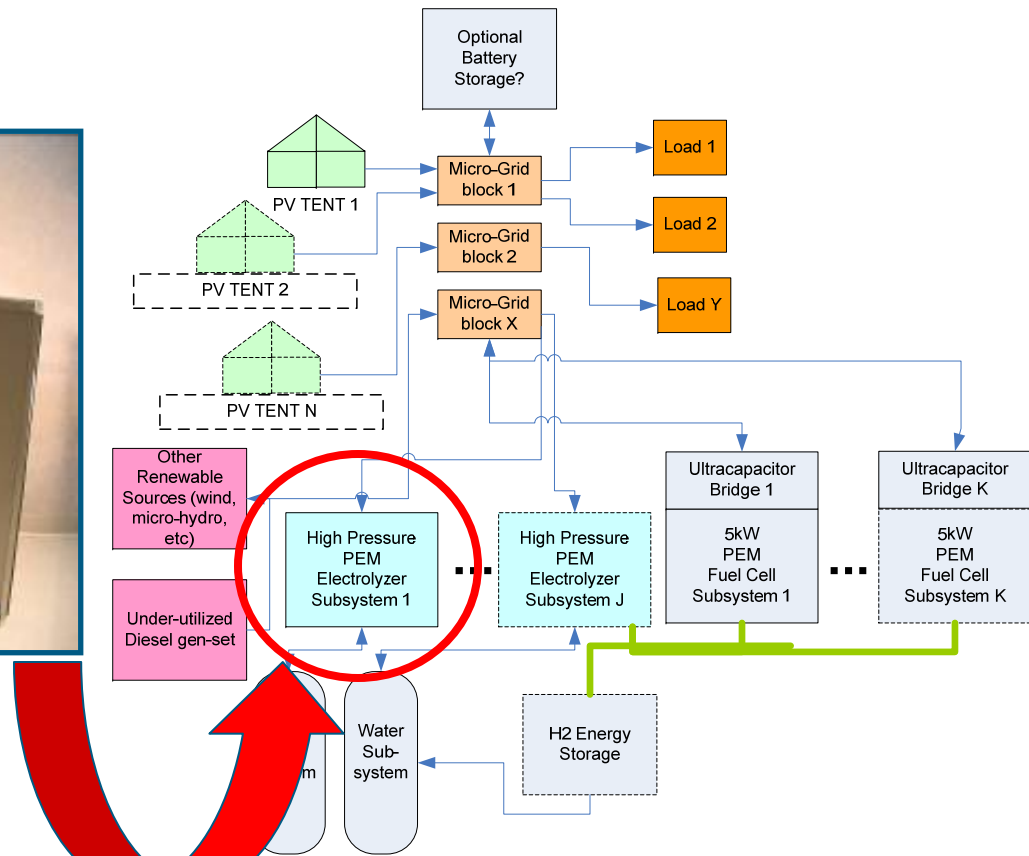 Optional
Battery
Storage?
Load 1
Micro-Grid
block 1
PV TENT 1
Load 2
Micro-Grid
block 2
PV TENT 2
Micro-Grid
block X
Load Y
PV TENT N
Other
Renewable
Sources (wind,
micro-hydro,
etc)
Ultracapacitor
Bridge 1
Ultracapacitor
Bridge K
High Pressure
PEM
Electrolyzer
Subsystem 1
High Pressure
PEM
Electrolyzer
Subsystem J
5kW
PEM
Fuel Cell
Subsystem 1
5kW
PEM
Fuel Cell
Subsystem K
Under-utilized
Diesel gen-set
Water
Sub-
system
H2 Energy
Storage